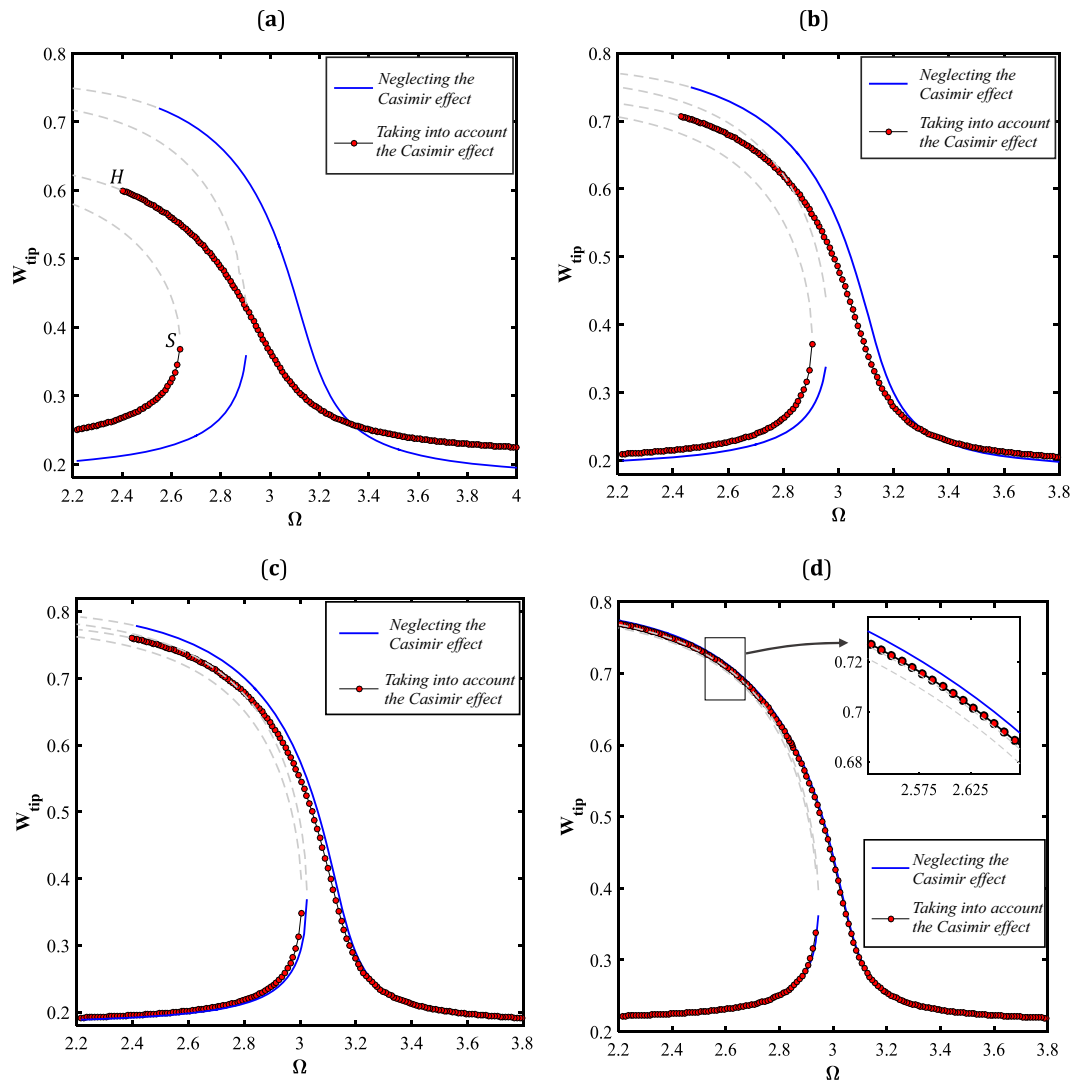 (a)
0.8
0.7
0.6
0.5
0.4
0.3
0.2
W_tip
2.2 2.4 2.6 2.8 3 3.2 3.4 3.6 3.8 4
Ω
H
S
Neglecting the
Casimir effect
Taking into account
the Casimir effect
(b)
0.8
0.7
0.6
0.5
0.4
0.3
0.2
W_tip
2.2 2.4 2.6 2.8 3 3.2 3.4 3.6 3.8
Ω
Neglecting the
Casimir effect
Taking into account
the Casimir effect
(c)
0.8
0.7
0.6
0.5
0.4
0.3
0.2
W_tip
2.2 2.4 2.6 2.8 3 3.2 3.4 3.6 3.8
Ω
Neglecting the
Casimir effect
Taking into account
the Casimir effect
(d)
0.8
0.7
0.6
0.5
0.4
0.3
0.2
W_tip
2.2 2.4 2.6 2.8 3 3.2 3.4 3.6 3.8
Ω
0.72
0.7
0.68
2.575 2.625
Neglecting the
Casimir effect
Taking into account
the Casimir effect